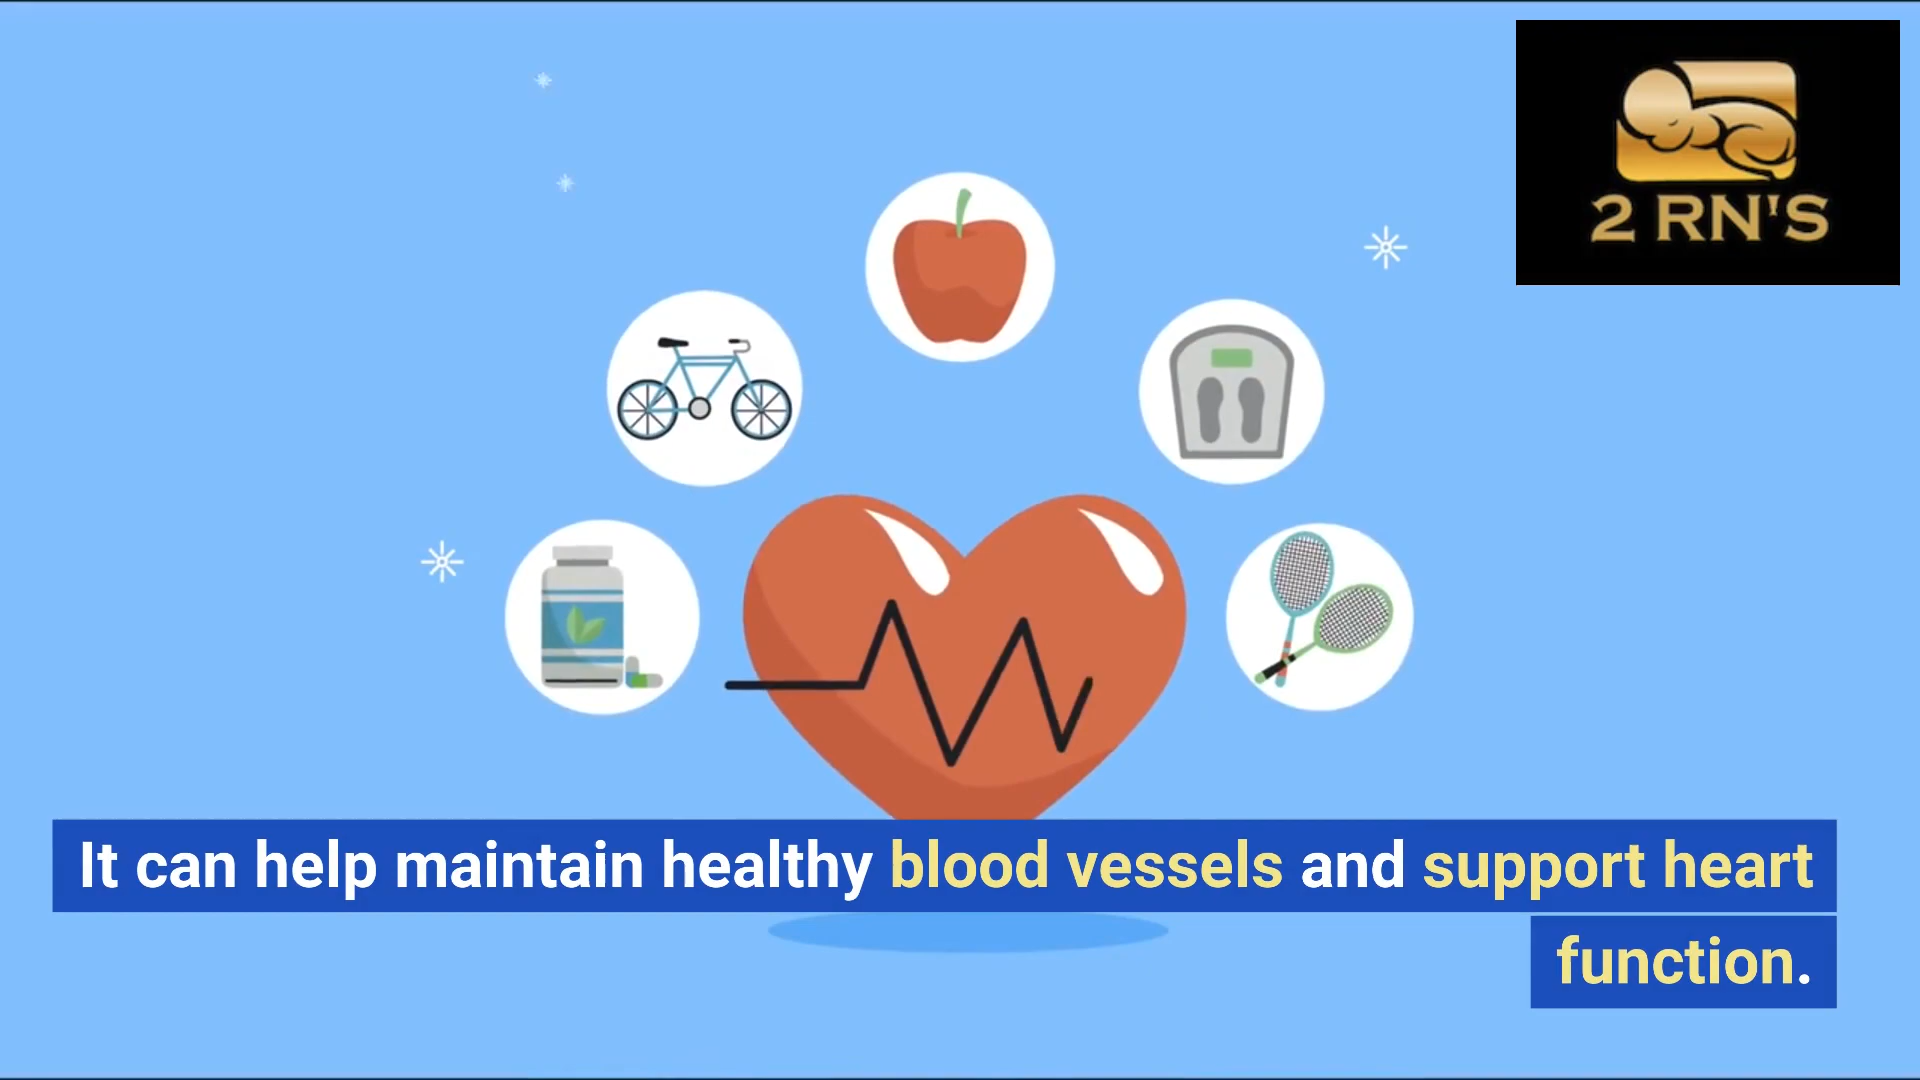 2 RN'S
It can help maintain healthy blood vessels and support heart
function.